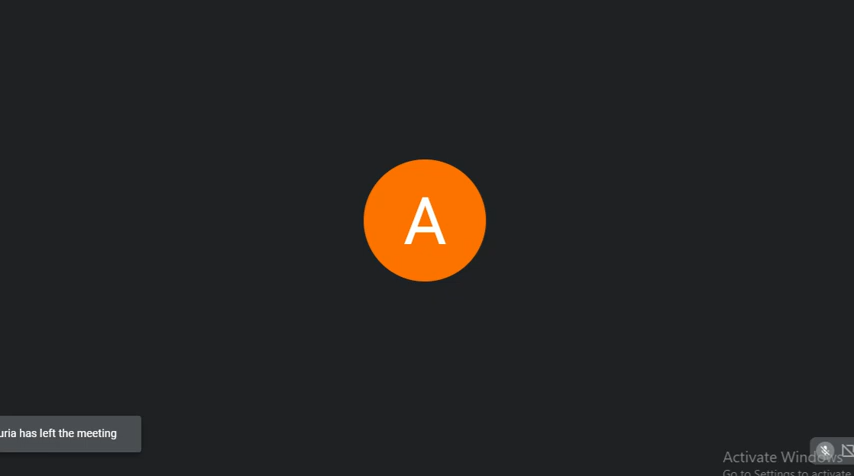 A
uria has left the meeting
Activate Windows
Go to Settings to activate